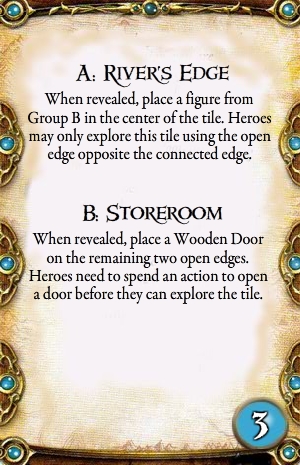 A: River's Edge
When revealed, place a figure from
Group B in the center of the tile. Heroes
may only explore this tile using the open
edge opposite the connected edge.
B: Storeroom
When revealed, place a Wooden Door
on the remaining two open edges.
Heroes need to spend an action to open
a door before they can explore the tile.
3